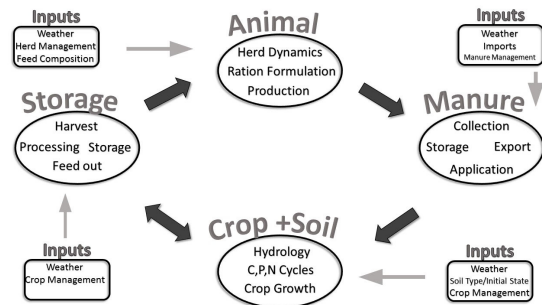 Inputs
Weather
Herd Management
Feed Composition
Animal
Herd Dynamics
Ration Formulation
Production
Inputs
Weather
Imports
Manure Management
Storage
Harvest
Processing Storage
Feed out
Manure
Collection
Storage Export
Application
Inputs
Weather
Crop Management
Crop +Soil
Hydrology
C,P,N Cycles
Crop Growth
Inputs
Weather
Soil Type/Initial State
Crop Management